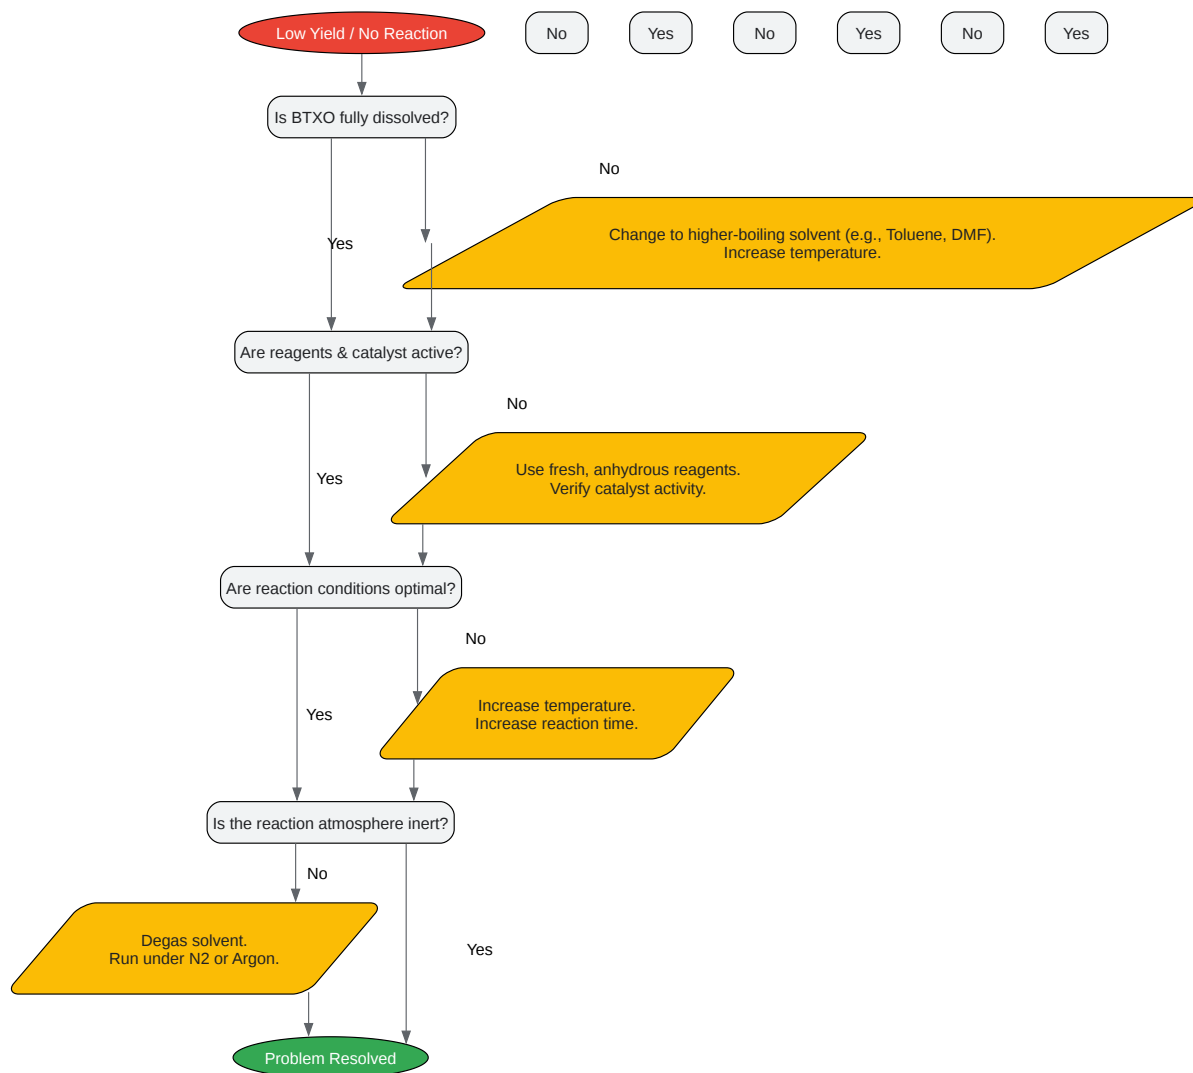 Low Yield / No Reaction
No
Yes
No
Yes
No
Yes
Is BTXO fully dissolved?
No
Yes
Change to higher-boiling solvent (e.g., Toluene, DMF).
Increase temperature.
Are reagents & catalyst active?
No
Yes
Use fresh, anhydrous reagents.
Verify catalyst activity.
Are reaction conditions optimal?
No
Yes
Increase temperature.
Increase reaction time.
Is the reaction atmosphere inert?
No
Degas solvent.
Run under N2 or Argon.
Yes
Problem Resolved